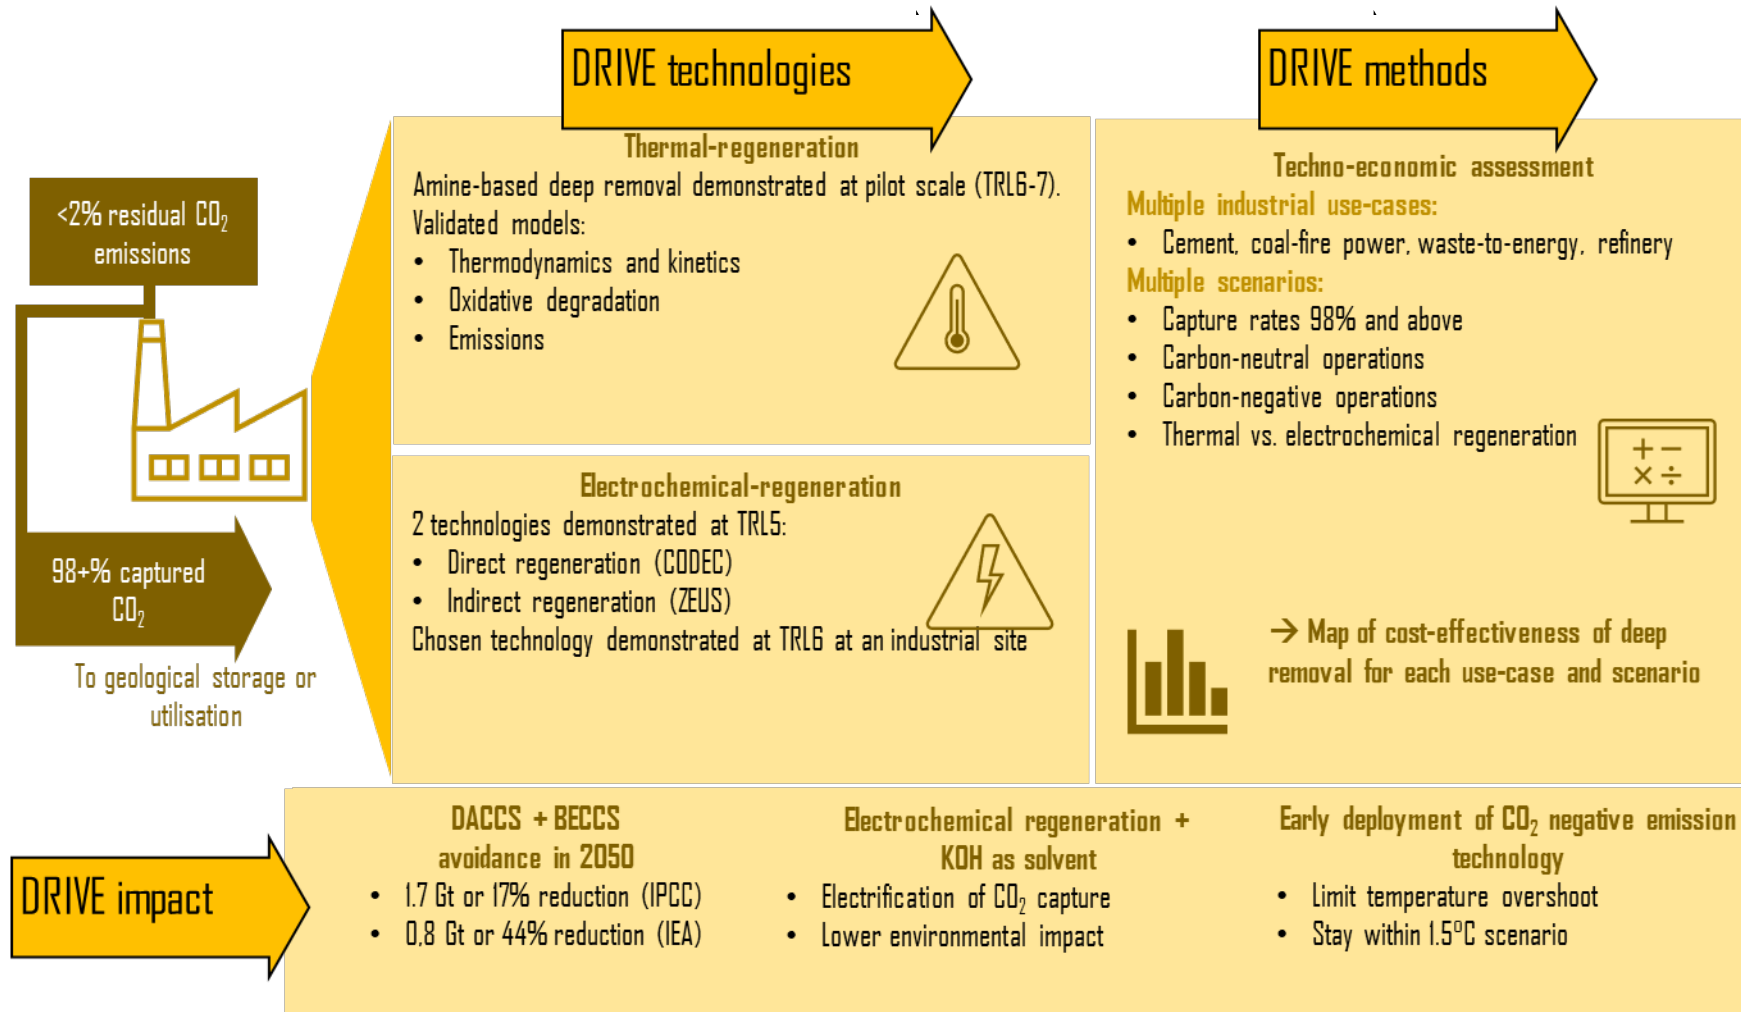 DRIVE technologies
DRIVE methods
<2% residual CO₂
emissions
98+% captured
CO₂
To geological storage or
utilisation
Thermal-regeneration
Amine-based deep removal demonstrated at pilot scale (TRL6-7).
Validated models:
• Thermodynamics and kinetics
• Oxidative degradation
• Emissions
Electrochemical-regeneration
2 technologies demonstrated at TRL5:
• Direct regeneration (CODEC)
• Indirect regeneration (ZEUS)
Chosen technology demonstrated at TRL6 at an industrial site
Techno-economic assessment
Multiple industrial use-cases:
• Cement, coal-fire power, waste-to-energy, refinery
Multiple scenarios:
• Capture rates 98% and above
• Carbon-neutral operations
• Carbon-negative operations
• Thermal vs. electrochemical regeneration
+ −
× ÷
→ Map of cost-effectiveness of deep
removal for each use-case and scenario
DRIVE impact
DACCS + BECCS
avoidance in 2050
• 1.7 Gt or 17% reduction (IPCC)
• 0,8 Gt or 44% reduction (IEA)
Electrochemical regeneration +
KOH as solvent
• Electrification of CO₂ capture
• Lower environmental impact
Early deployment of CO₂ negative emission
technology
• Limit temperature overshoot
• Stay within 1.5°C scenario